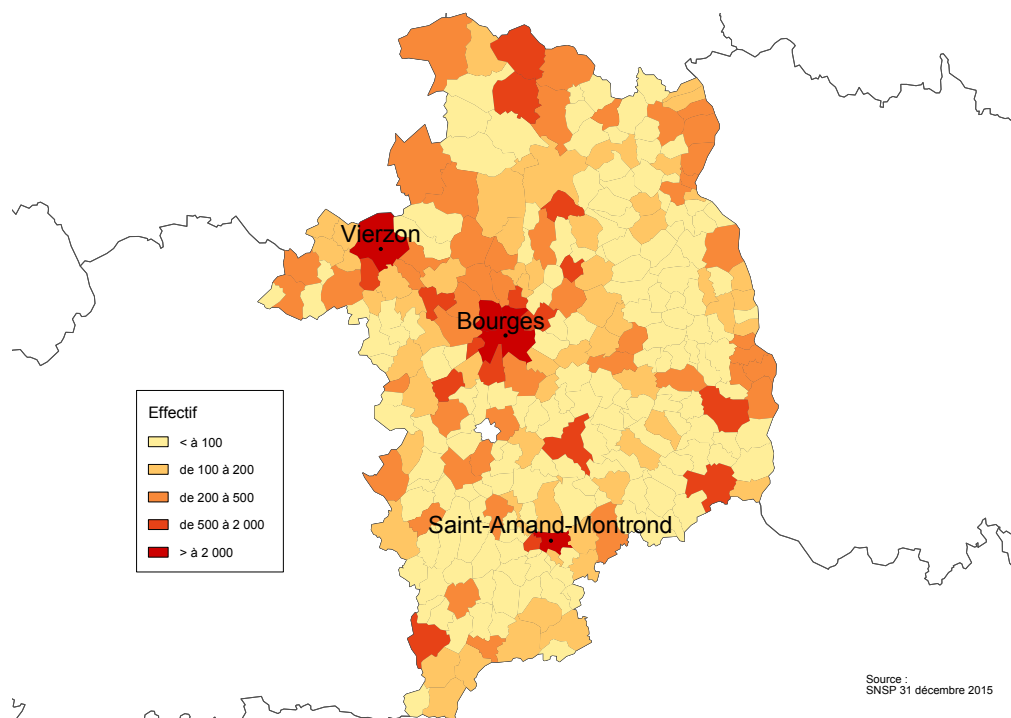 Vierzon
Bourges
Effectif
< à 100
de 100 à 200
de 200 à 500
de 500 à 2 000
> à 2 000
Saint-Amand-Montrond
Source :
SNSP 31 décembre 2015